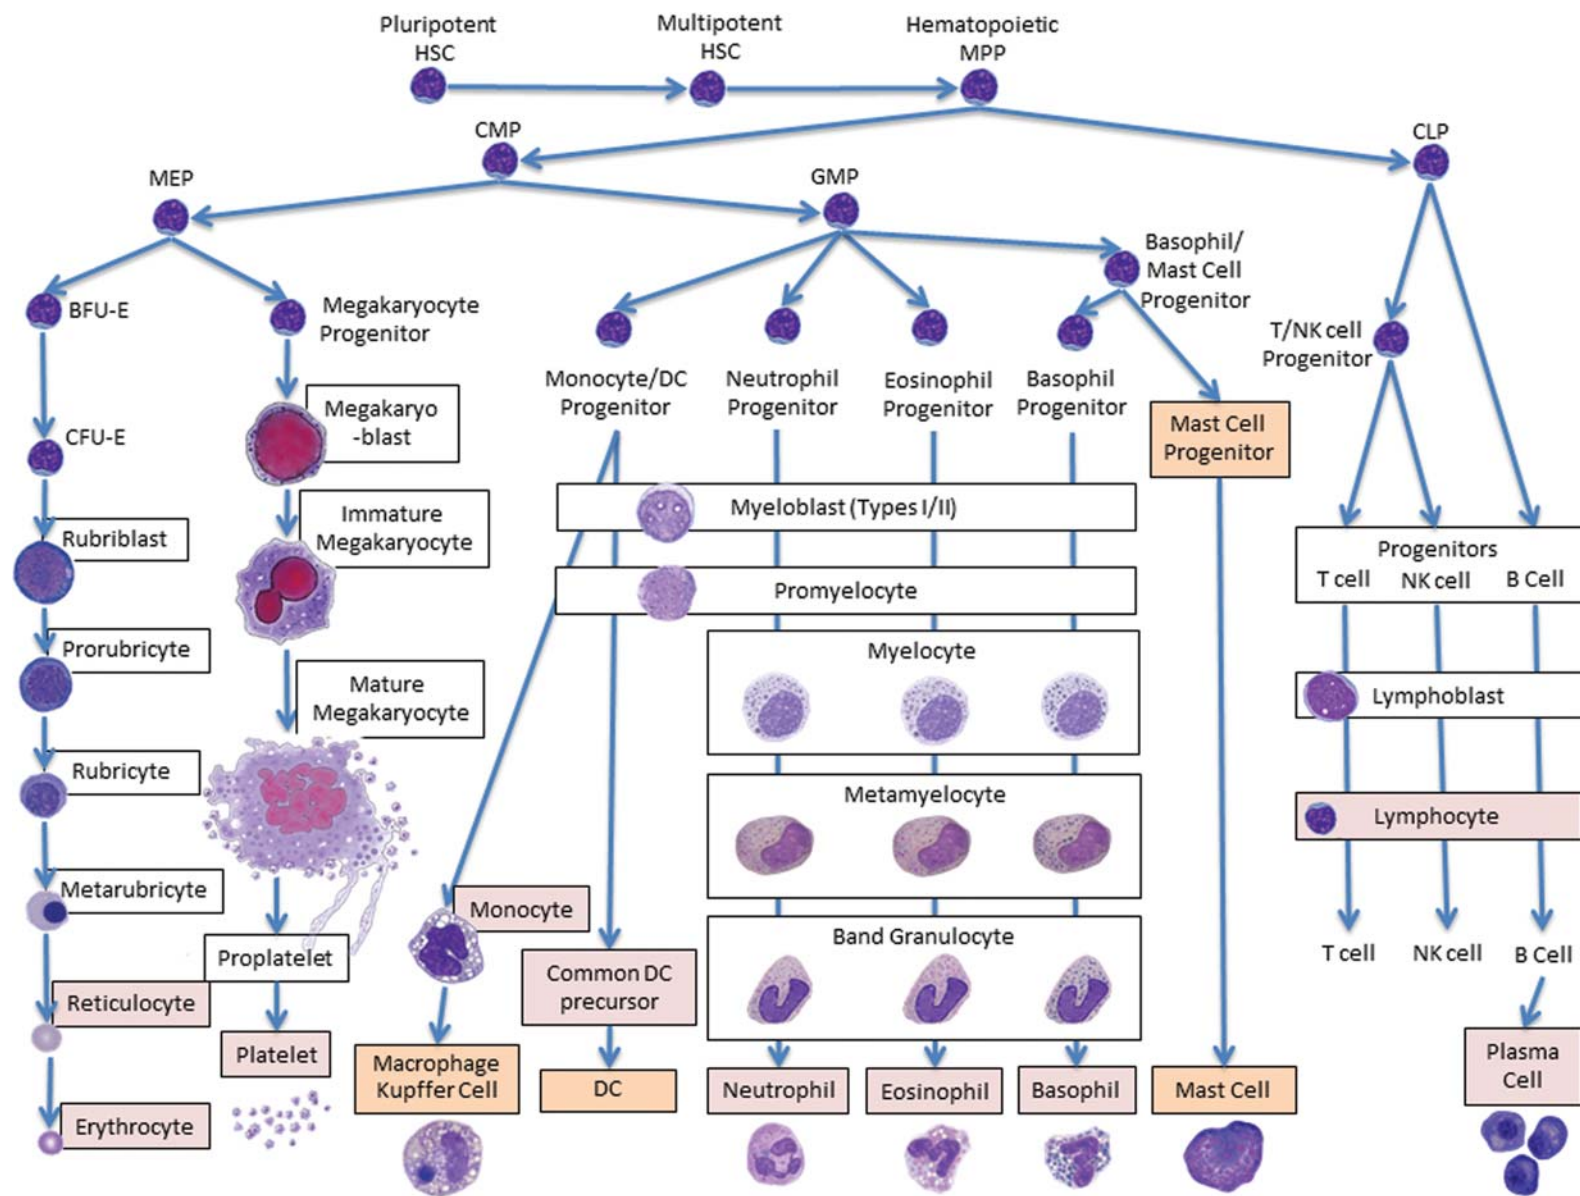 Pluripotent
HSC
Multipotent
HSC
Hematopoietic
MPP
CMP
CLP
MEP
GMP
Basophil/
Mast Cell
Progenitor
BFU-E
Megakaryocyte
Progenitor
T/NK cell
Progenitor
Monocyte/DC
Progenitor
Neutrophil
Progenitor
Eosinophil
Progenitor
Basophil
Progenitor
Mast Cell
Progenitor
CFU-E
Megakaryo
-blast
Immature
Megakaryocyte
Myeloblast (Types I/II)
Rubriblast
Progenitors
T cell
NK cell
B Cell
Promyelocyte
Prorubricyte
Myelocyte
Mature
Megakaryocyte
Lymphoblast
Rubricyte
Metamyelocyte
Lymphocyte
Metarubricyte
Monocyte
Band Granulocyte
Proplatelet
T cell
NK cell
B Cell
Common DC
precursor
Reticulocyte
Platelet
Macrophage
Kupffer Cell
DC
Neutrophil
Eosinophil
Basophil
Mast Cell
Plasma
Cell
Erythrocyte